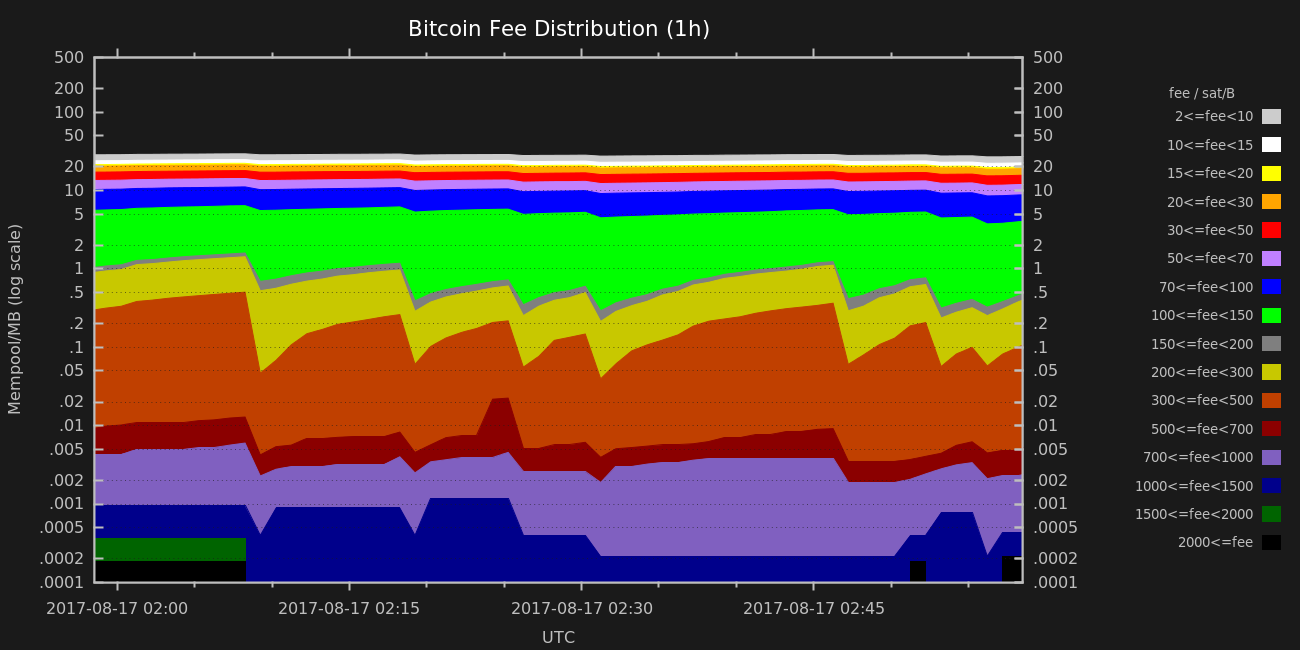 Bitcoin Fee Distribution (1h)
500 500
200 200
100 100
50 50
20 20
10 10
5 5
2 2
1 1
.5 .5
.2 .2
.1 .1
.05 .05
.02 .02
.01 .01
.005 .005
.002 .002
.001 .001
.0005 .0005
.0002 .0002
.0001 .0001
Mempool/MB (log scale)
2017-08-17 02:00 2017-08-17 02:15 2017-08-17 02:30 2017-08-17 02:45
UTC
fee / sat/B
2<=fee<10
10<=fee<15
15<=fee<20
20<=fee<30
30<=fee<50
50<=fee<70
70<=fee<100
100<=fee<150
150<=fee<200
200<=fee<300
300<=fee<500
500<=fee<700
700<=fee<1000
1000<=fee<1500
1500<=fee<2000
2000<=fee